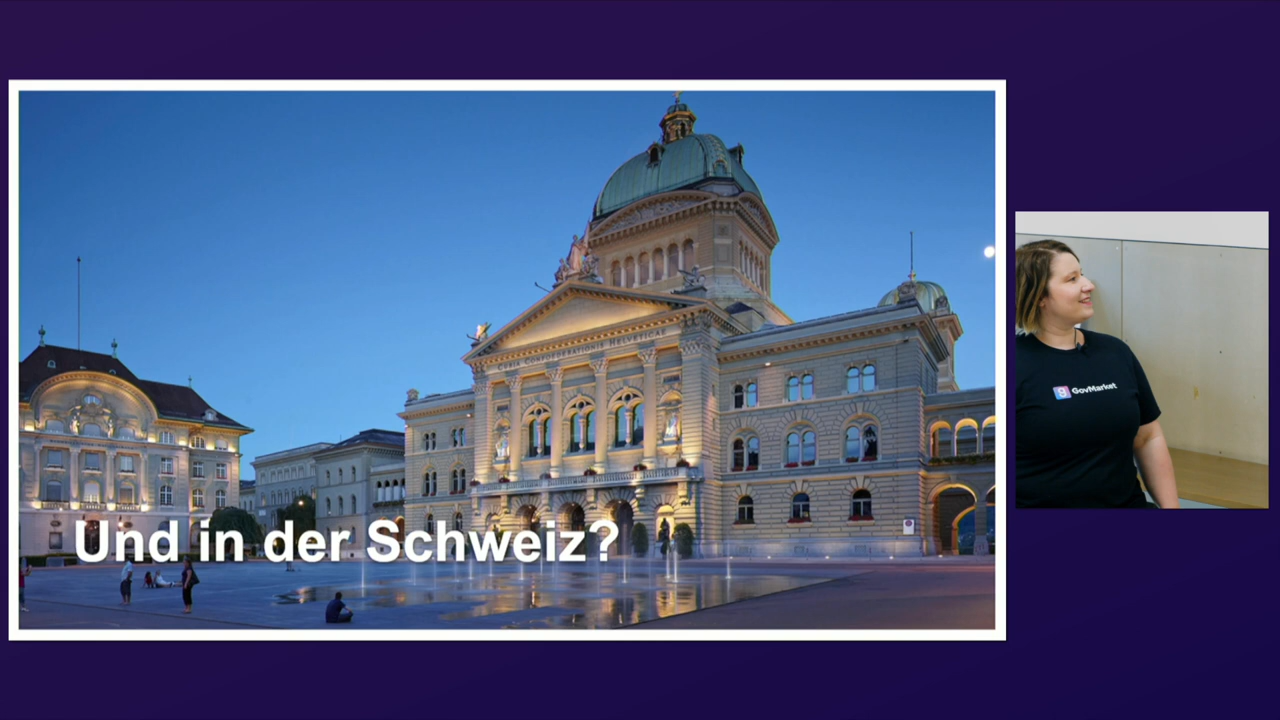 CURIA CONFOEDERATIONIS HELVETICAE
Und in der Schweiz?
g GovMarket